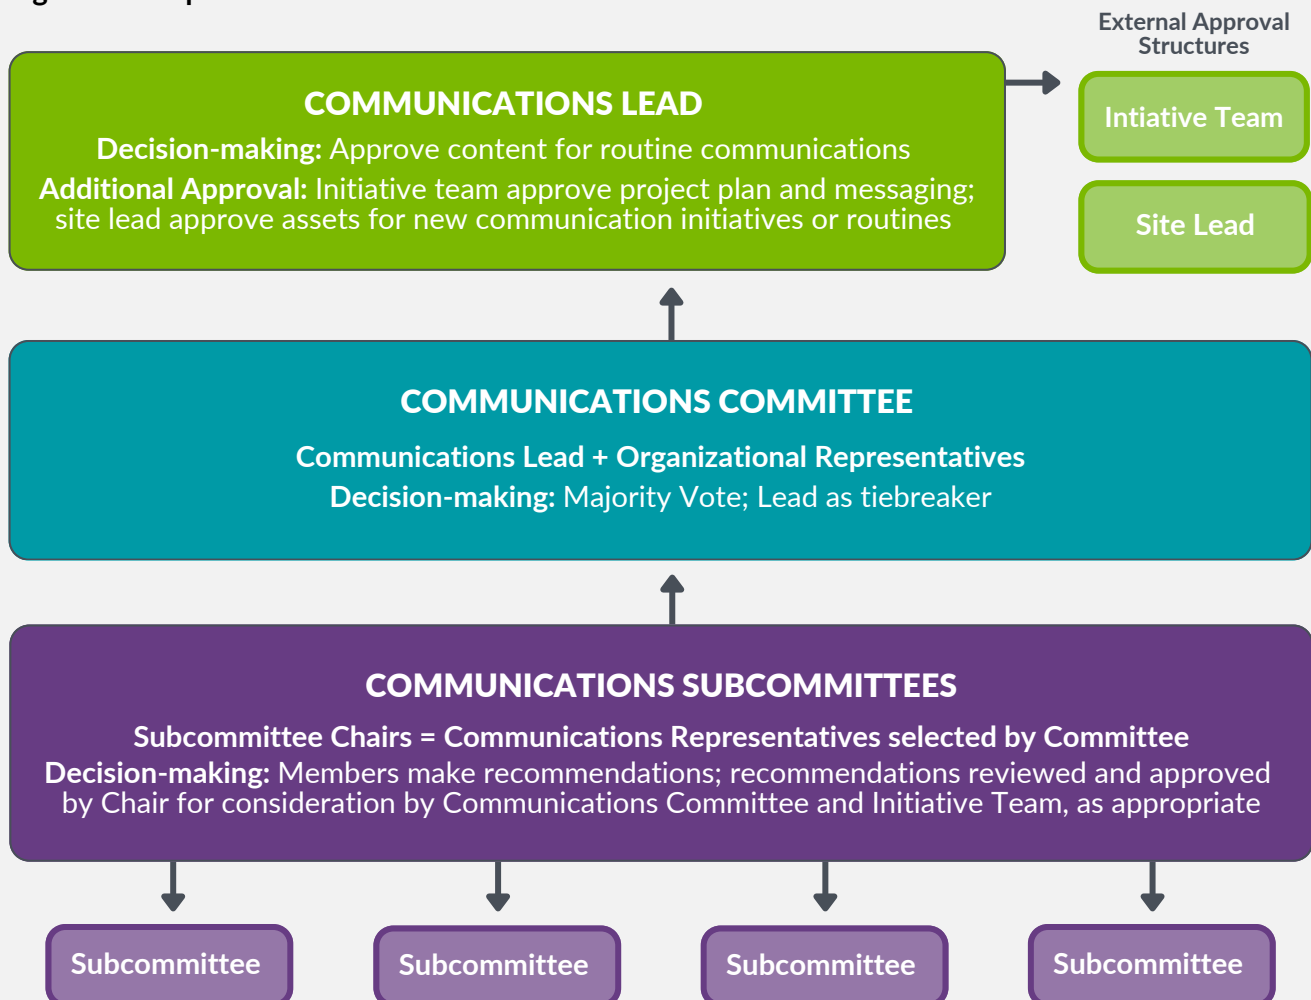 External Approval
Structures
COMMUNICATIONS LEAD
Decision-making: Approve content for routine communications
Additional Approval: Initiative team approve project plan and messaging;
site lead approve assets for new communication initiatives or routines
Intiative Team
Site Lead
COMMUNICATIONS COMMITTEE
Communications Lead + Organizational Representatives
Decision-making: Majority Vote; Lead as tiebreaker
COMMUNICATIONS SUBCOMMITTEES
Subcommittee Chairs = Communications Representatives selected by Committee
Decision-making: Members make recommendations; recommendations reviewed and approved
by Chair for consideration by Communications Committee and Initiative Team, as appropriate
Subcommittee
Subcommittee
Subcommittee
Subcommittee